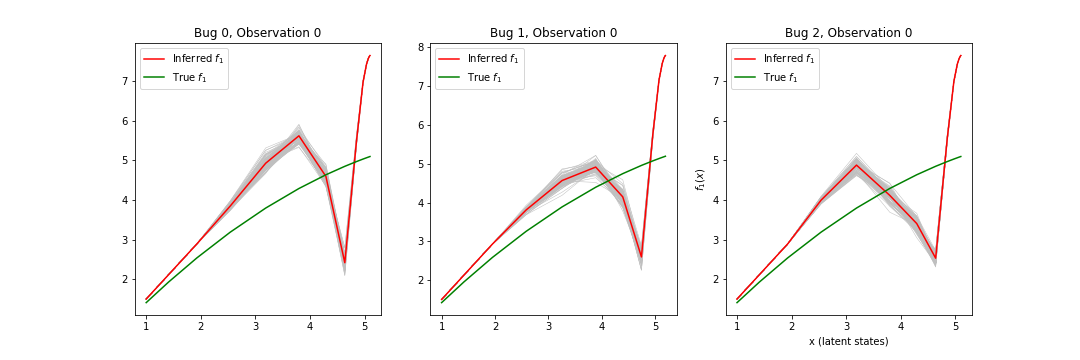 Bug 0, Observation 0
Inferred f₁
True f₁
7
6
5
4
3
2
1 2 3 4 5
Bug 1, Observation 0
Inferred f₁
True f₁
8
7
6
5
4
3
2
1 2 3 4 5
Bug 2, Observation 0
Inferred f₁
True f₁
f₁(x)
7
6
5
4
3
2
1 2 3 4 5
x (latent states)